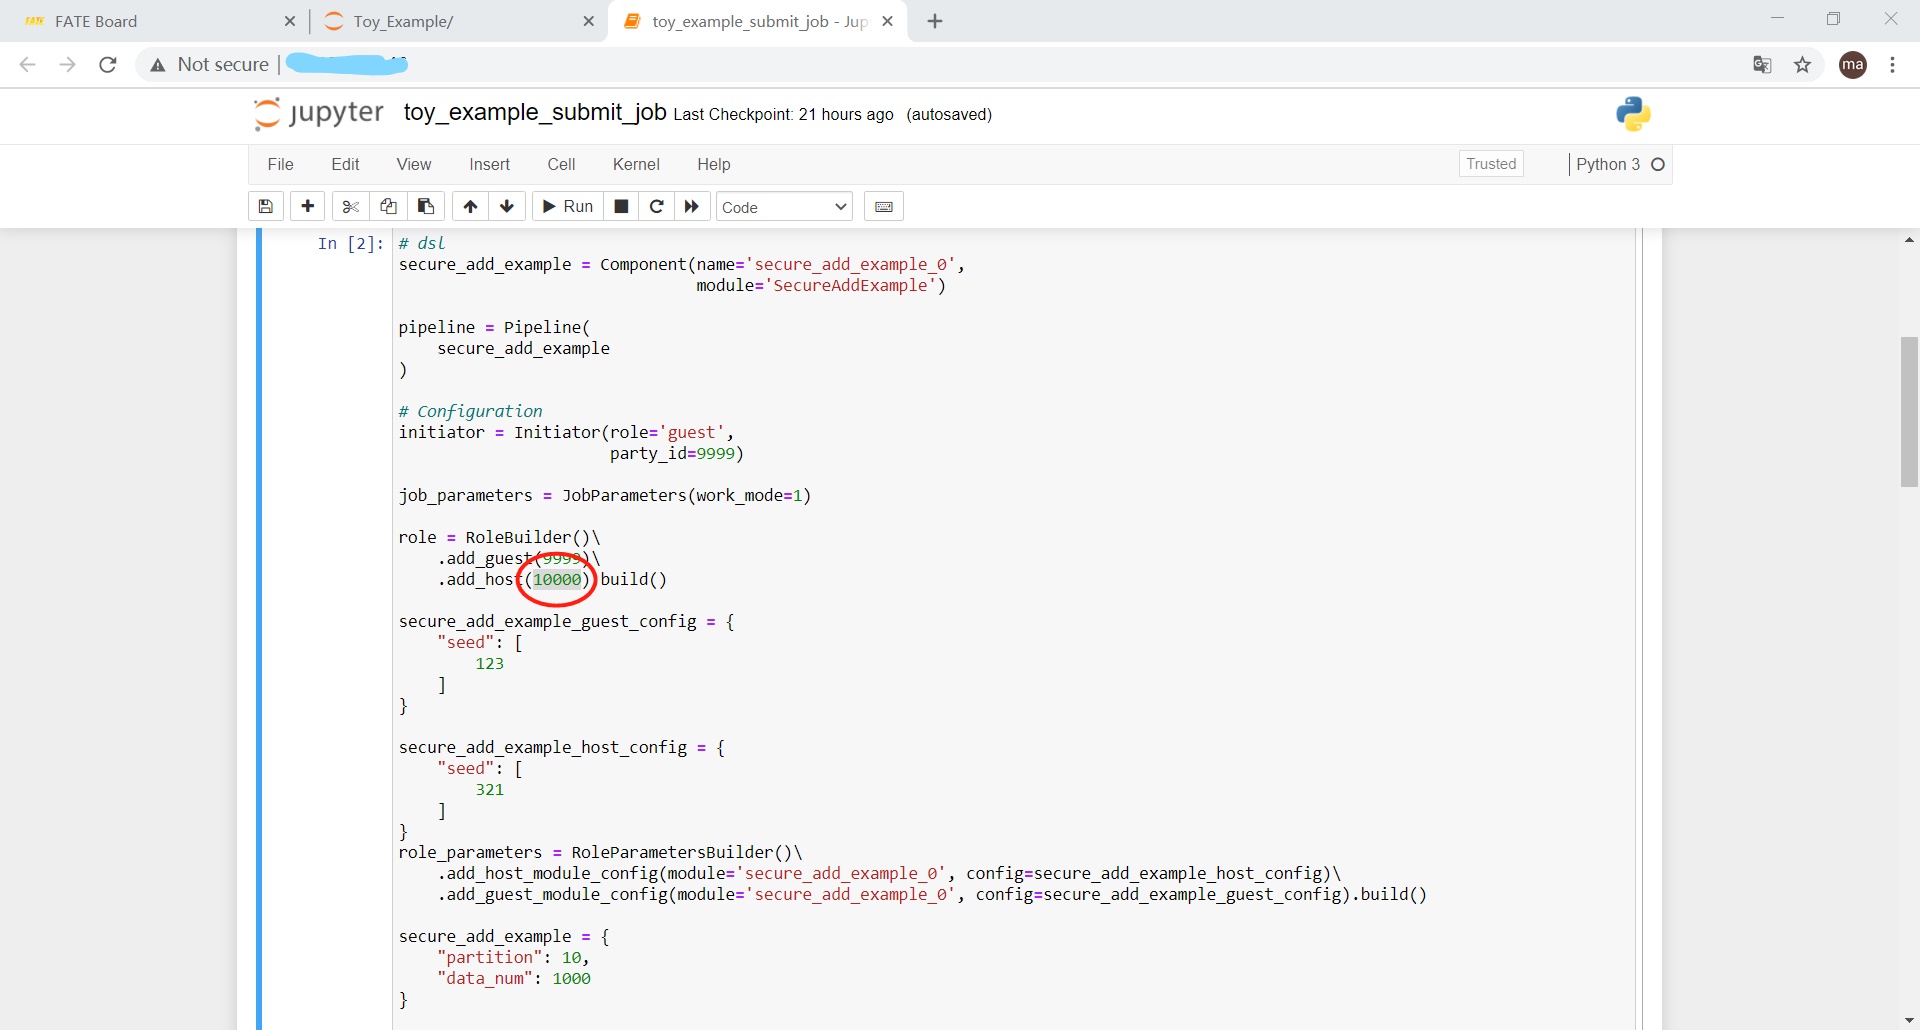 FATE FATE Board
Toy_Example/
toy_example_submit_job - Jup
Not secure
ma
jupyter toy_example_submit_job Last Checkpoint: 21 hours ago (autosaved)
File Edit View Insert Cell Kernel Help
Trusted
Python 3
Run
Code
In [2]:
# dsl
secure_add_example = Component(name='secure_add_example_0',
module='SecureAddExample')
pipeline = Pipeline(
secure_add_example
)
# Configuration
initiator = Initiator(role='guest',
party_id=9999)
job_parameters = JobParameters(work_mode=1)
role = RoleBuilder()\
.add_guest(9999)\
.add_host(10000) build()
secure_add_example_guest_config = {
"seed": [
123
]
}
secure_add_example_host_config = {
"seed": [
321
]
}
role_parameters = RoleParametersBuilder()\
.add_host_module_config(module='secure_add_example_0', config=secure_add_example_host_config)\
.add_guest_module_config(module='secure_add_example_0', config=secure_add_example_guest_config).build()
secure_add_example = {
"partition": 10,
"data_num": 1000
}